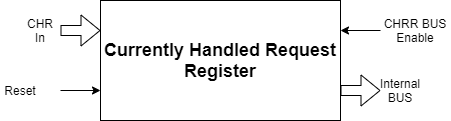 CHR
In
Currently Handled Request
Register
CHRR BUS
Enable
Reset
Internal
BUS